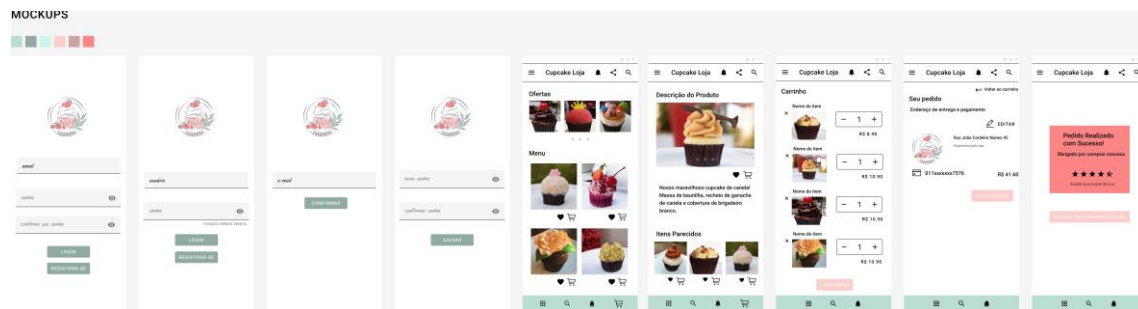 MOCKUPS
email
senha
confirme sua senha
LOGIN
REGISTRAR-SE
usuário
senha
LOGIN
REGISTRAR-SE
e-mail
CONFIRMAR
nova senha
confirmar senha
SALVAR
Cupcake Loja
Ofertas
Menu
Cupcake Loja
Descrição do Produto
Nosso maravilhoso cupcake de canela!
Massa de baunilha, recheio de ganache
de canela e cobertura de brigadeiro
branco.
Itens Parecidos
Cupcake Loja
Carrinho
Nome do item
1
R$ 8.90
Nome do item
1
R$ 10.90
Nome do item
1
R$ 10.90
Nome do item
1
R$ 10.90
Cupcake Loja
Voltar ao carrinho
Seu pedido
Endereço de entrega e pagamento
EDITAR
Rua João Cordeiro Nunes 45
R$ 41.60
Cupcake Loja
Pedido Realizado
com Sucesso!
Obrigado por comprar conosco
Avalie sua experiência